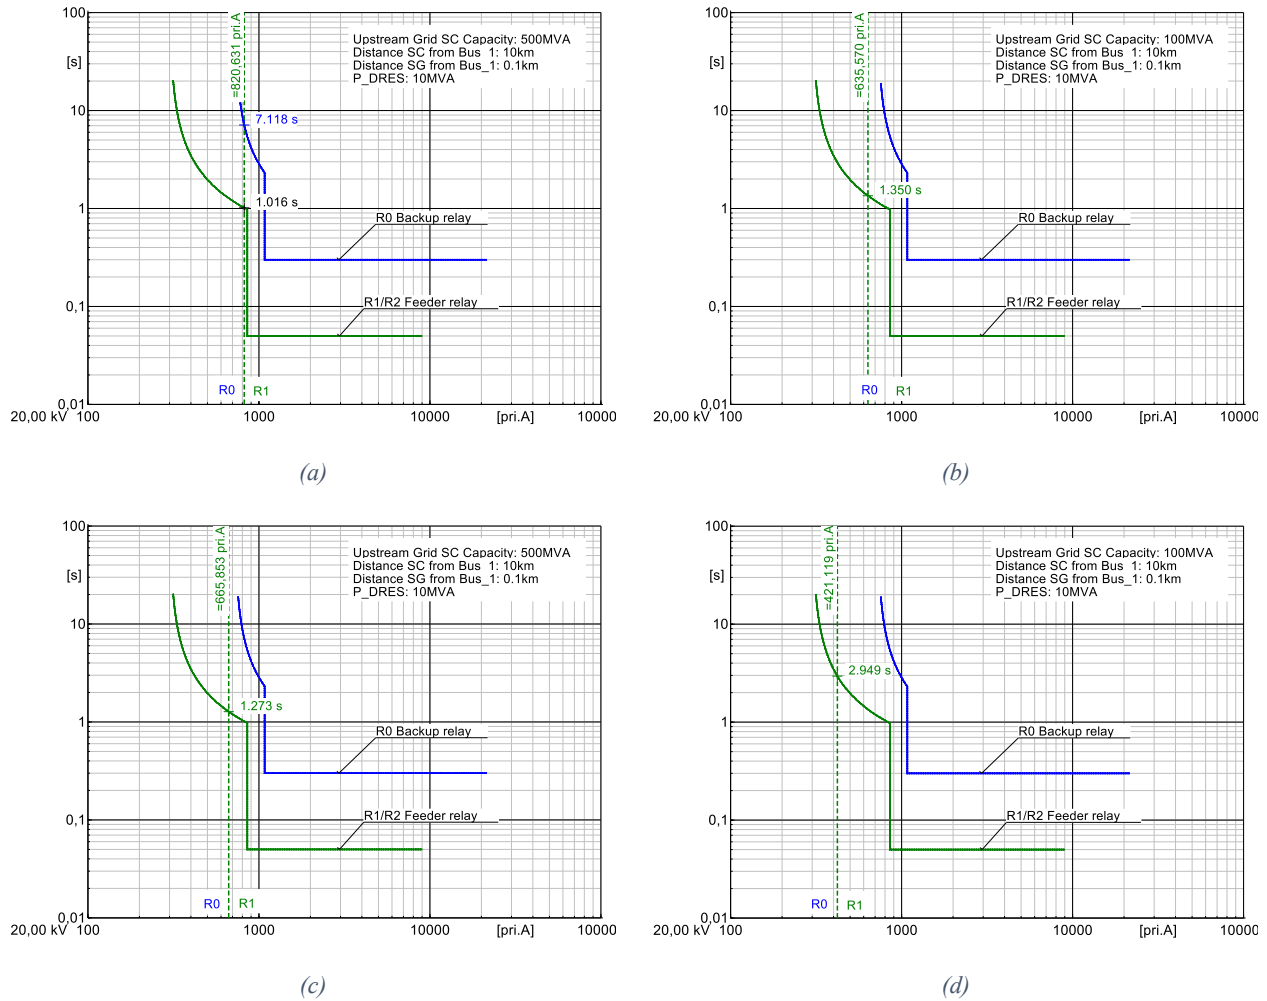 100
[s]
10
1
0,1
0,01
20,00 kV
100
1000
10000
[pri.A]
10000
=820,631 pri.A
Upstream Grid SC Capacity: 500MVA
Distance SC from Bus_1: 10km
Distance SG from Bus_1: 0.1km
P_DRES: 10MVA
7.118 s
1.016 s
R0 Backup relay
R1/R2 Feeder relay
R0
R1
(a)
100
[s]
10
1
0,1
0,01
20,00 kV
100
1000
10000
[pri.A]
10000
=635,570 pri.A
Upstream Grid SC Capacity: 100MVA
Distance SC from Bus_1: 10km
Distance SG from Bus_1: 0.1km
P_DRES: 10MVA
1.350 s
R0 Backup relay
R1/R2 Feeder relay
R0
R1
(b)
100
[s]
10
1
0,1
0,01
20,00 kV
100
1000
10000
[pri.A]
10000
=665,853 pri.A
Upstream Grid SC Capacity: 500MVA
Distance SC from Bus_1: 10km
Distance SG from Bus_1: 0.1km
P_DRES: 10MVA
1.273 s
R0 Backup relay
R1/R2 Feeder relay
R0
R1
(c)
100
[s]
10
1
0,1
0,01
20,00 kV
100
1000
10000
[pri.A]
10000
=421,119 pri.A
Upstream Grid SC Capacity: 100MVA
Distance SC from Bus_1: 10km
Distance SG from Bus_1: 0.1km
P_DRES: 10MVA
2.949 s
R0 Backup relay
R1/R2 Feeder relay
R0
R1
(d)